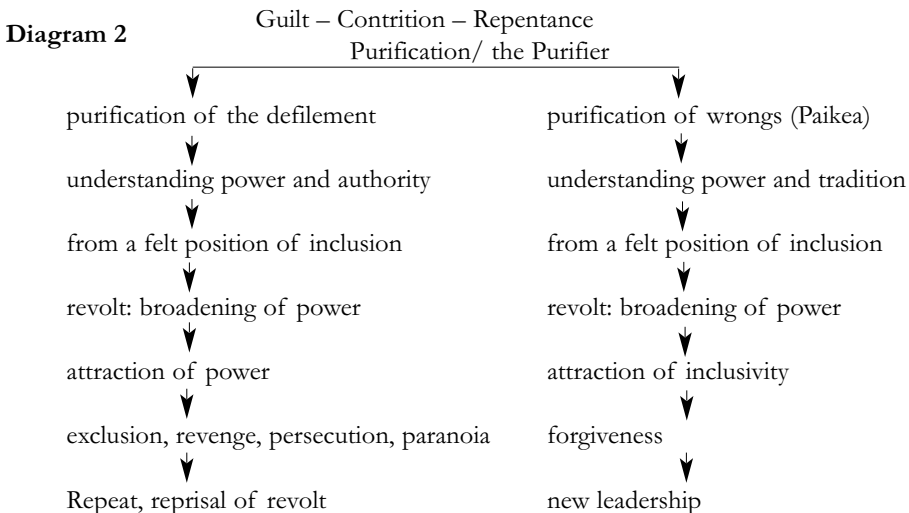 Diagram 2
Guilt – Contrition – Repentance
Purification/ the Purifier
purification of the defilement
understanding power and authority
from a felt position of inclusion
revolt: broadening of power
attraction of power
exclusion, revenge, persecution, paranoia
Repeat, reprisal of revolt
purification of wrongs (Paikea)
understanding power and tradition
from a felt position of inclusion
revolt: broadening of power
attraction of inclusivity
forgiveness
new leadership